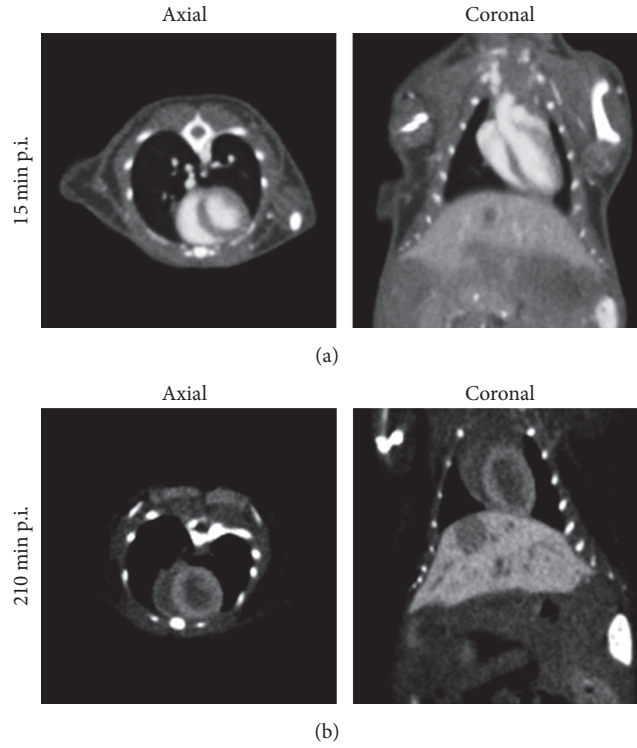 Axial
Coronal
15 min p.i.
(a)
Axial
Coronal
210 min p.i.
(b)